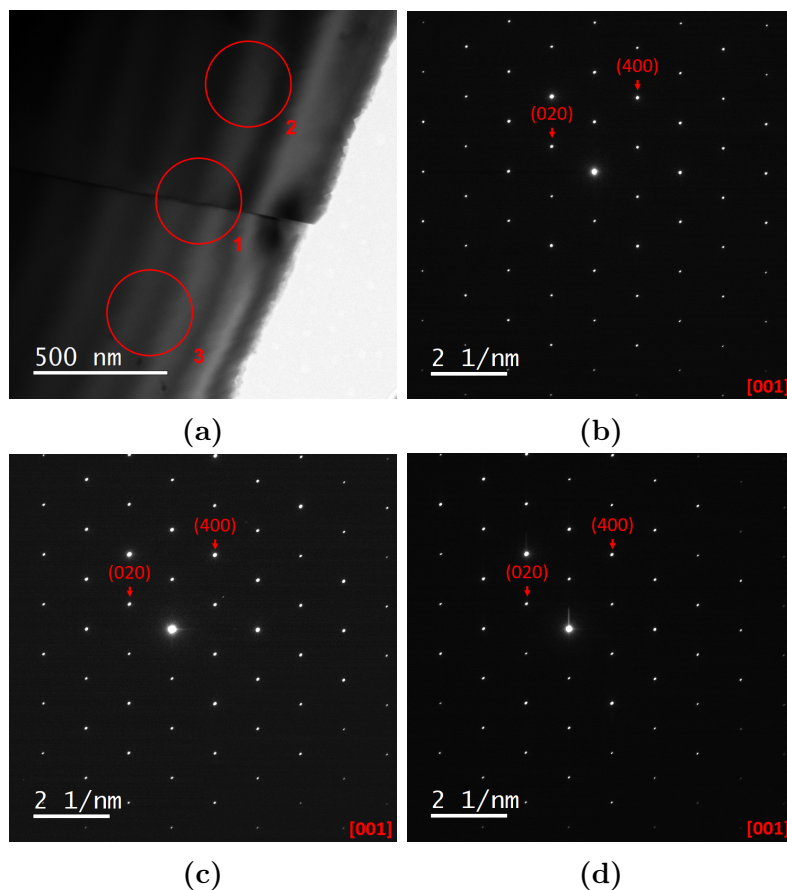 2
1
3
500 nm
(a)
(400)
(020)
2 1/nm
[001]
(b)
(400)
(020)
2 1/nm
[001]
(c)
(400)
(020)
2 1/nm
[001]
(d)